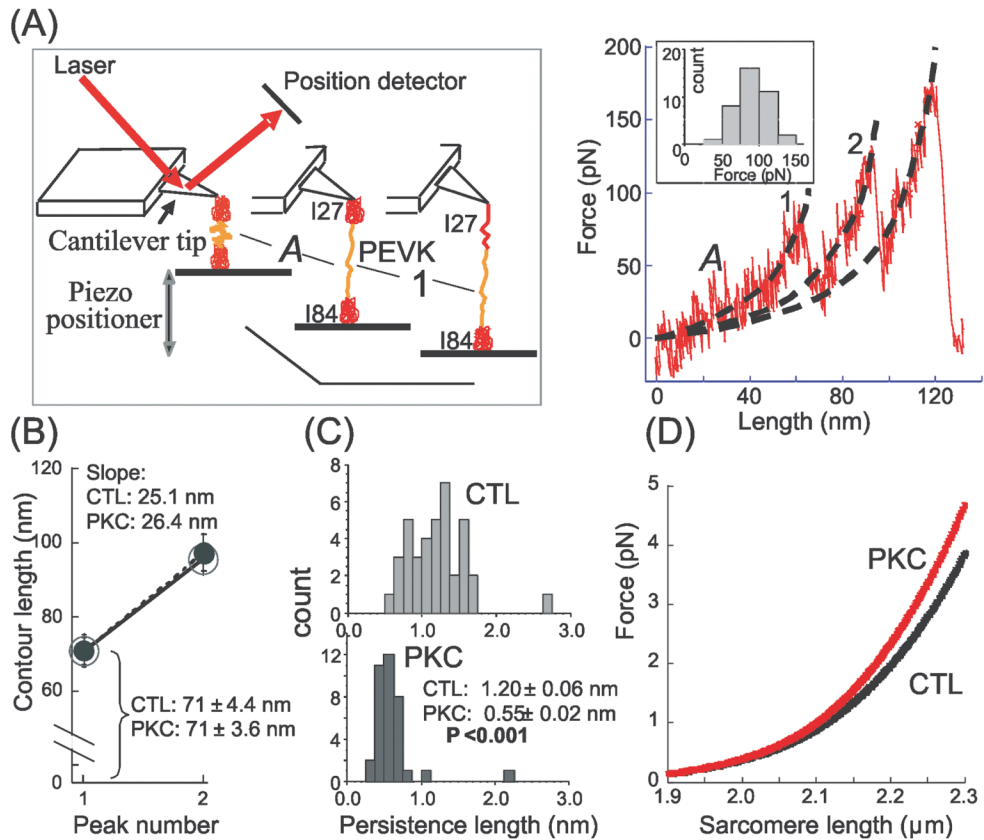 (A)
Laser
Position detector
Cantilever tip
Piezo
positioner
A
I27
PEVK
I27
1
I84
I84
Force (pN)
200
150
100
50
0
0
40
80
120
Length (nm)
count
20
10
0
0
50
100
150
Force (pN)
A
1
2
(B)
Contour length (nm)
120
100
80
60
0
Slope:
CTL: 25.1 nm
PKC: 26.4 nm
CTL: 71 ± 4.4 nm
PKC: 71 ± 3.6 nm
1
2
Peak number
(C)
count
8
6
4
2
0
CTL
1.0
2.0
3.0
12
10
8
6
4
2
0
PKC
CTL: 1.20± 0.06 nm
PKC: 0.55± 0.02 nm
P <0.001
0.0
1.0
2.0
3.0
Persistence length (nm)
(D)
Force (pN)
5
4
3
2
1
0
PKC
CTL
1.9
2.0
2.1
2.2
2.3
Sarcomere length (µm)